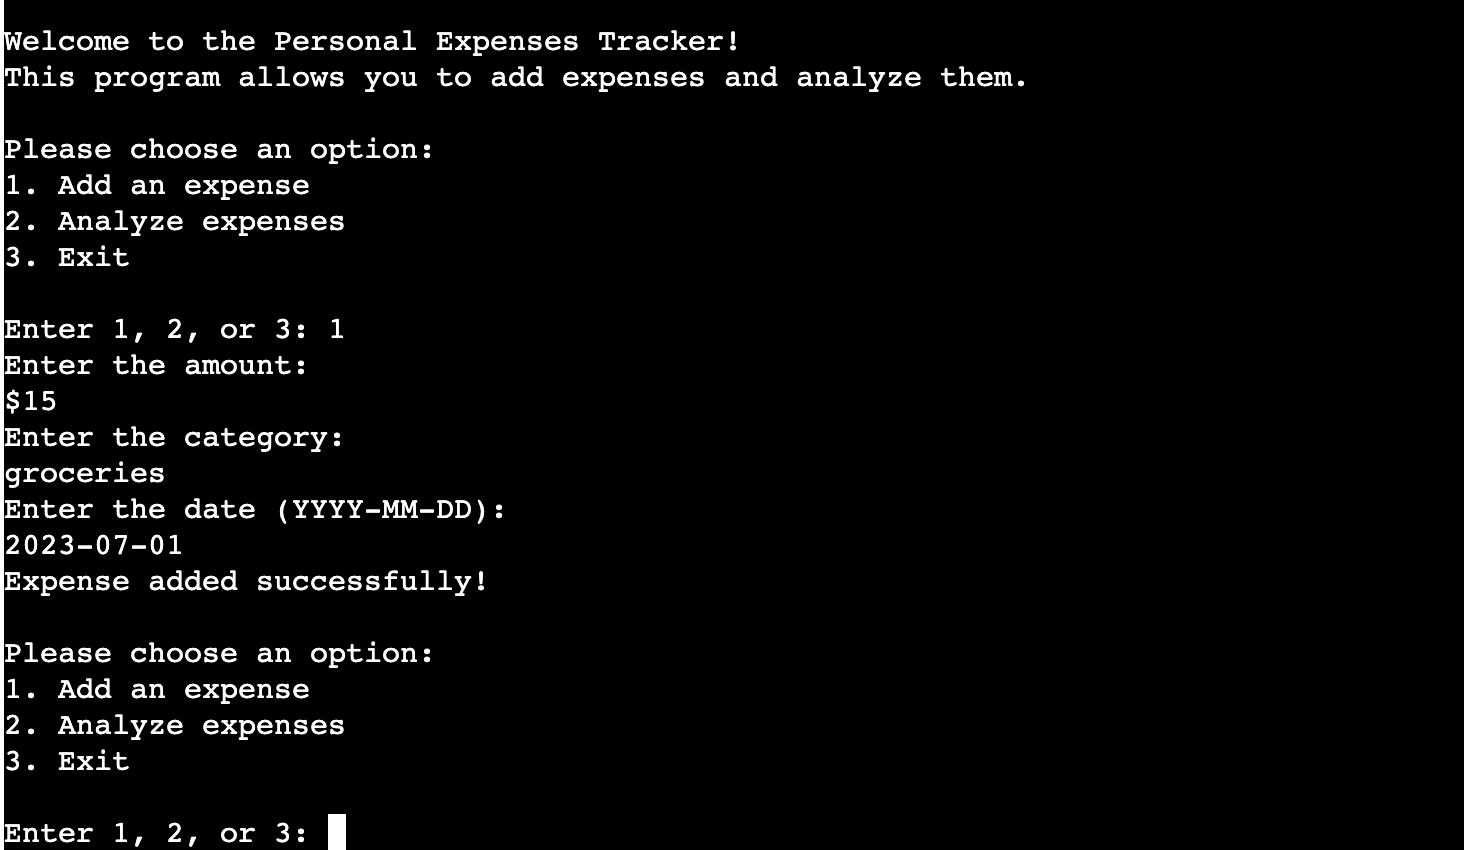 Welcome to the Personal Expenses Tracker!
This program allows you to add expenses and analyze them.
Please choose an option:
1. Add an expense
2. Analyze expenses
3. Exit
Enter 1, 2, or 3: 1
Enter the amount:
$15
Enter the category:
groceries
Enter the date (YYYY-MM-DD):
2023-07-01
Expense added successfully!
Please choose an option:
1. Add an expense
2. Analyze expenses
3. Exit
Enter 1, 2, or 3: